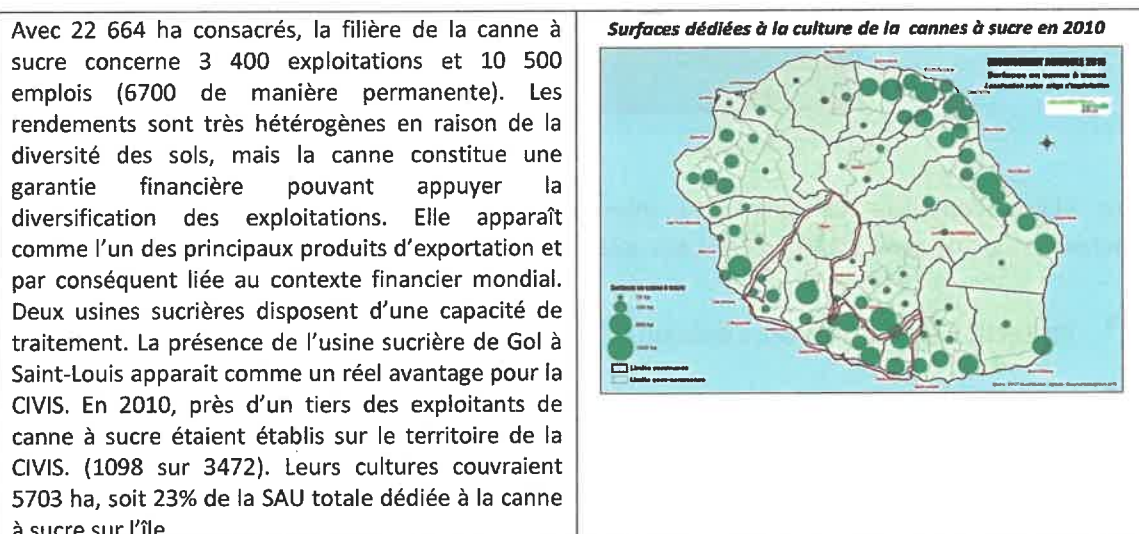 Avec 22 664 ha consacrés, la filière de la canne à
sucre concerne 3 400 exploitations et 10 500
emplois (6700 de manière permanente). Les
rendements sont très hétérogènes en raison de la
diversité des sols, mais la canne constitue une
garantie financière pouvant appuyer la
diversification des exploitations. Elle apparaît
comme l'un des principaux produits d'exportation et
par conséquent liée au contexte financier mondial.
Deux usines sucrières disposent d'une capacité de
traitement. La présence de l'usine sucrière de Gol à
Saint-Louis apparait comme un réel avantage pour la
CIVIS. En 2010, près d'un tiers des exploitants de
canne à sucre étaient établis sur le territoire de la
CIVIS. (1098 sur 3472). Leurs cultures couvraient
5703 ha, soit 23% de la SAU totale dédiée à la canne
à sucre sur l'île
Surfaces dédiées à la culture de la cannes à sucre en 2010
Surfaces en canne à sucre
Limite communale